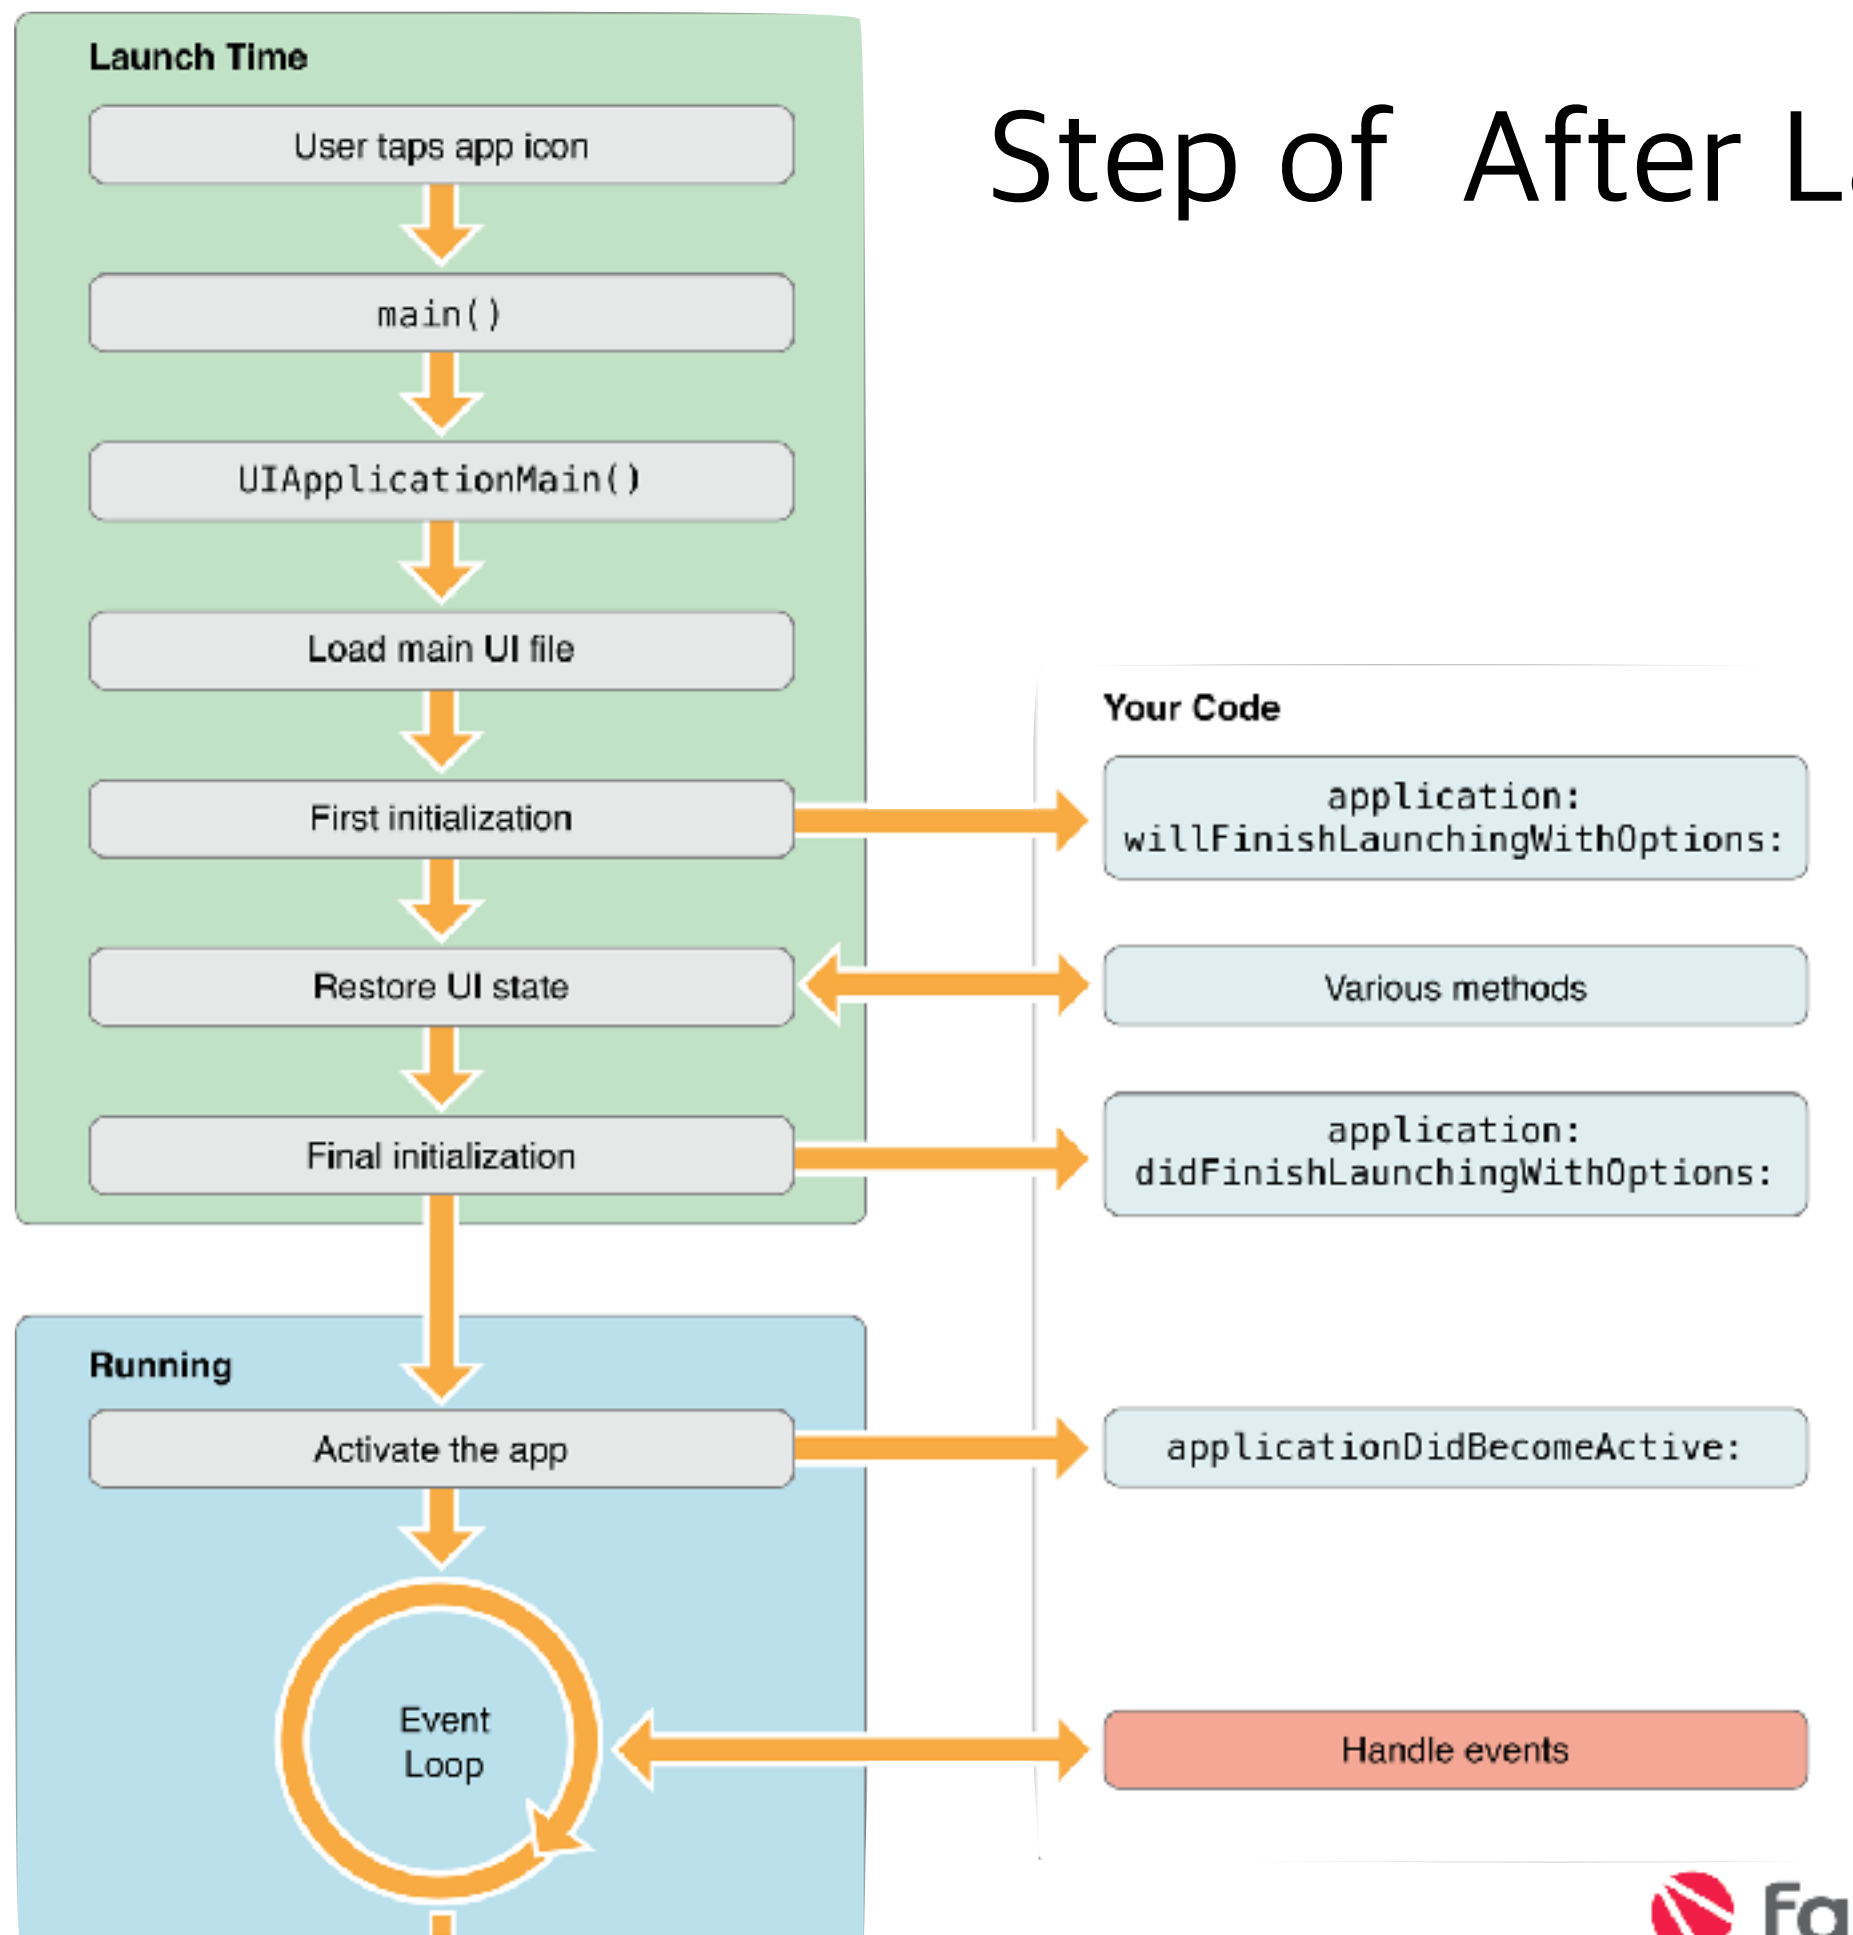 Launch Time
User taps app icon
main()
UIApplicationMain()
Load main UI file
First initialization
Restore UI state
Final initialization
Running
Activate the app
Event
Loop
Step of  After
Your Code
application:
willFinishLaunchingWithOptions:
Various methods
application:
didFinishLaunchingWithOptions:
applicationDidBecomeActive:
Handle events